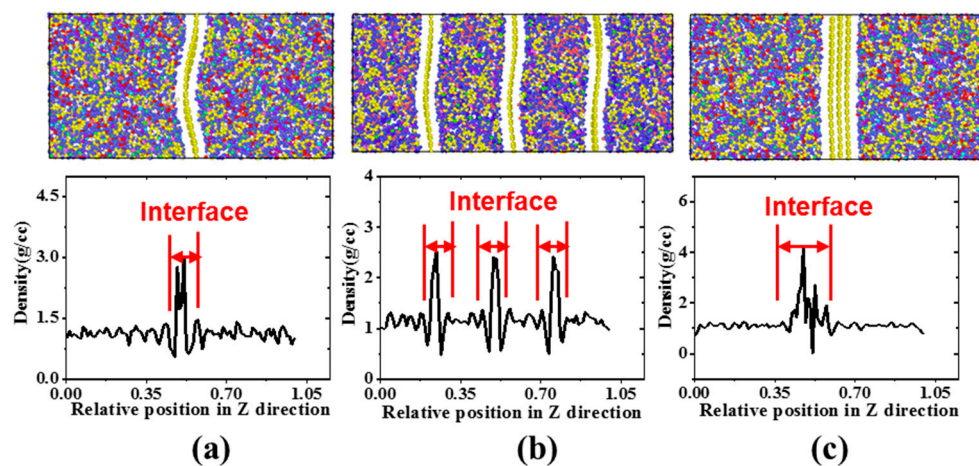 Interface
Density(g/cc)
4.5
3.0
1.5
0.0
0.00 0.35 0.70 1.05
Relative position in Z direction
(a)
Interface
Density(g/cc)
4
3
2
1
0
0.00 0.35 0.70 1.05
Relative position in Z direction
(b)
Interface
Density(g/cc)
6
4
2
0
0.00 0.35 0.70 1.05
Relative position in Z direction
(c)